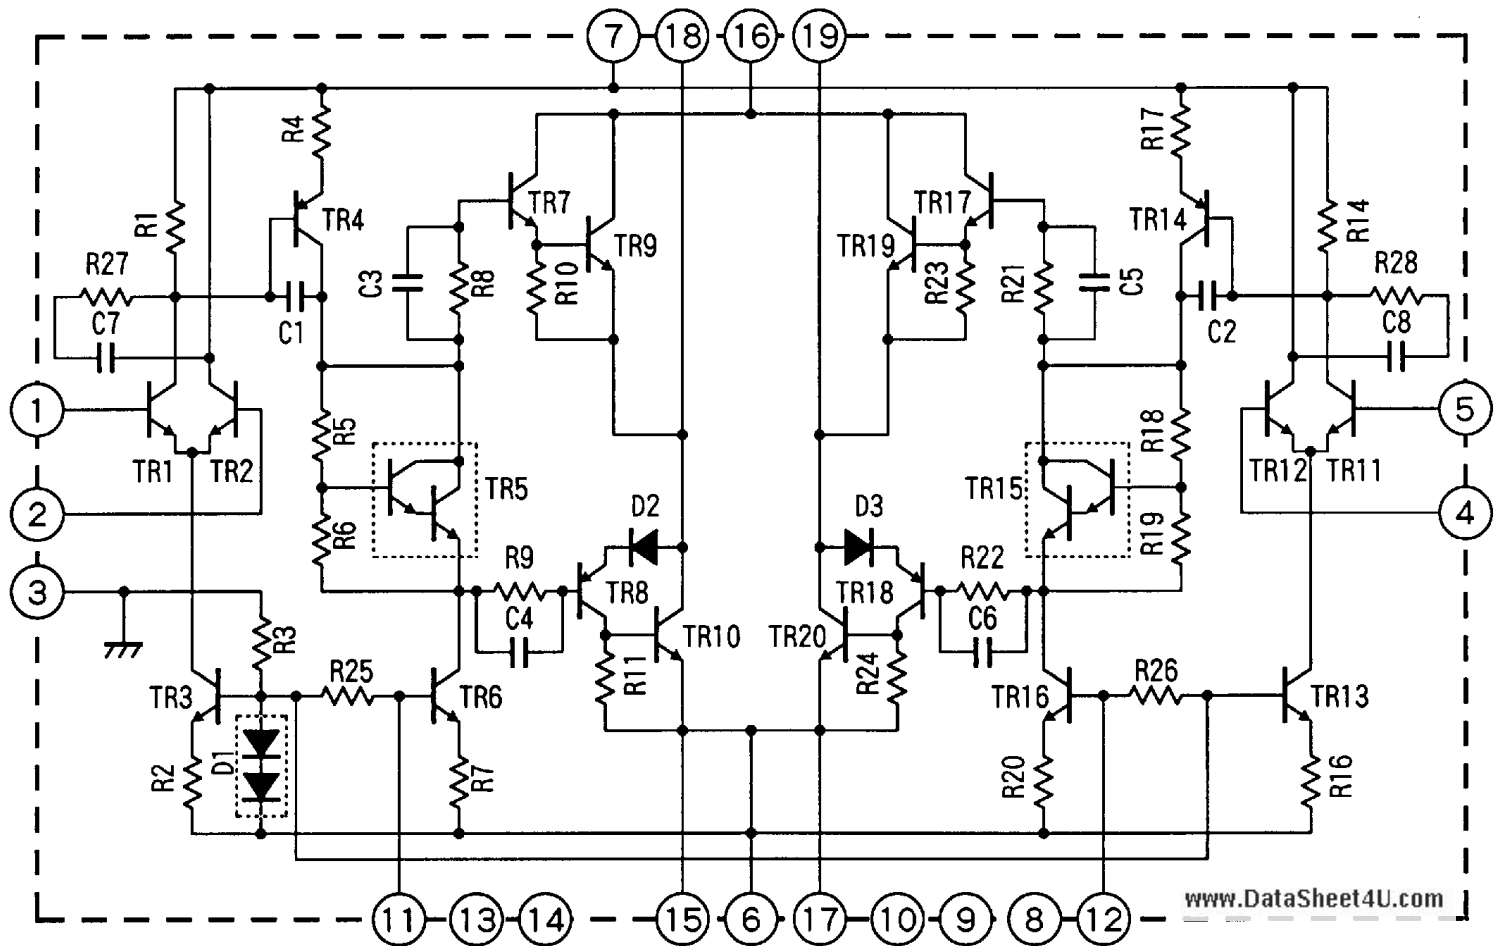 7 18 16 19
R4 R17
TR7 TR17
R1 TR4 TR14 R14
TR9 TR19
R27 C3 R8 R10 R23 R21 C5 R28
C7 C1 C2 C8
1 5
R5 R18
TR1 TR2 TR5 TR15 TR12 TR11
2 D2 D3 4
R6 R19
R9 R22
3 TR8 TR18
C4 C6
R3 TR10 TR20
R25 R11 R24 R26
TR3 TR6 TR16 TR13
R2 D1 R7 R20 R16
www.DataSheet4U.com
11 13 14 15 6 17 10 9 8 12